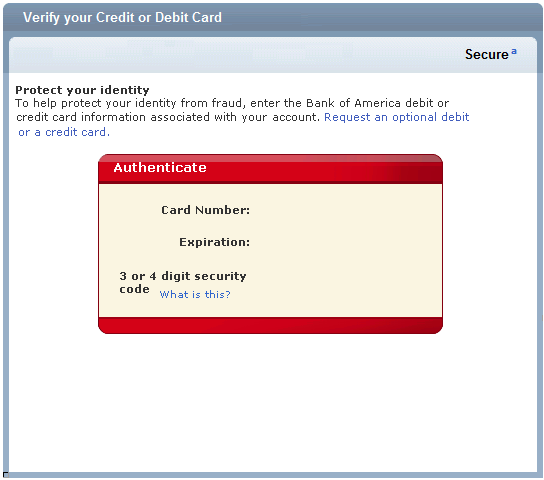 Verify your Credit or Debit Card
Secure a
Protect your identity
To help protect your identity from fraud, enter the Bank of America debit or
credit card information associated with your account. Request an optional debit
or a credit card.
Authenticate
Card Number:
Expiration:
3 or 4 digit security
code What is this?